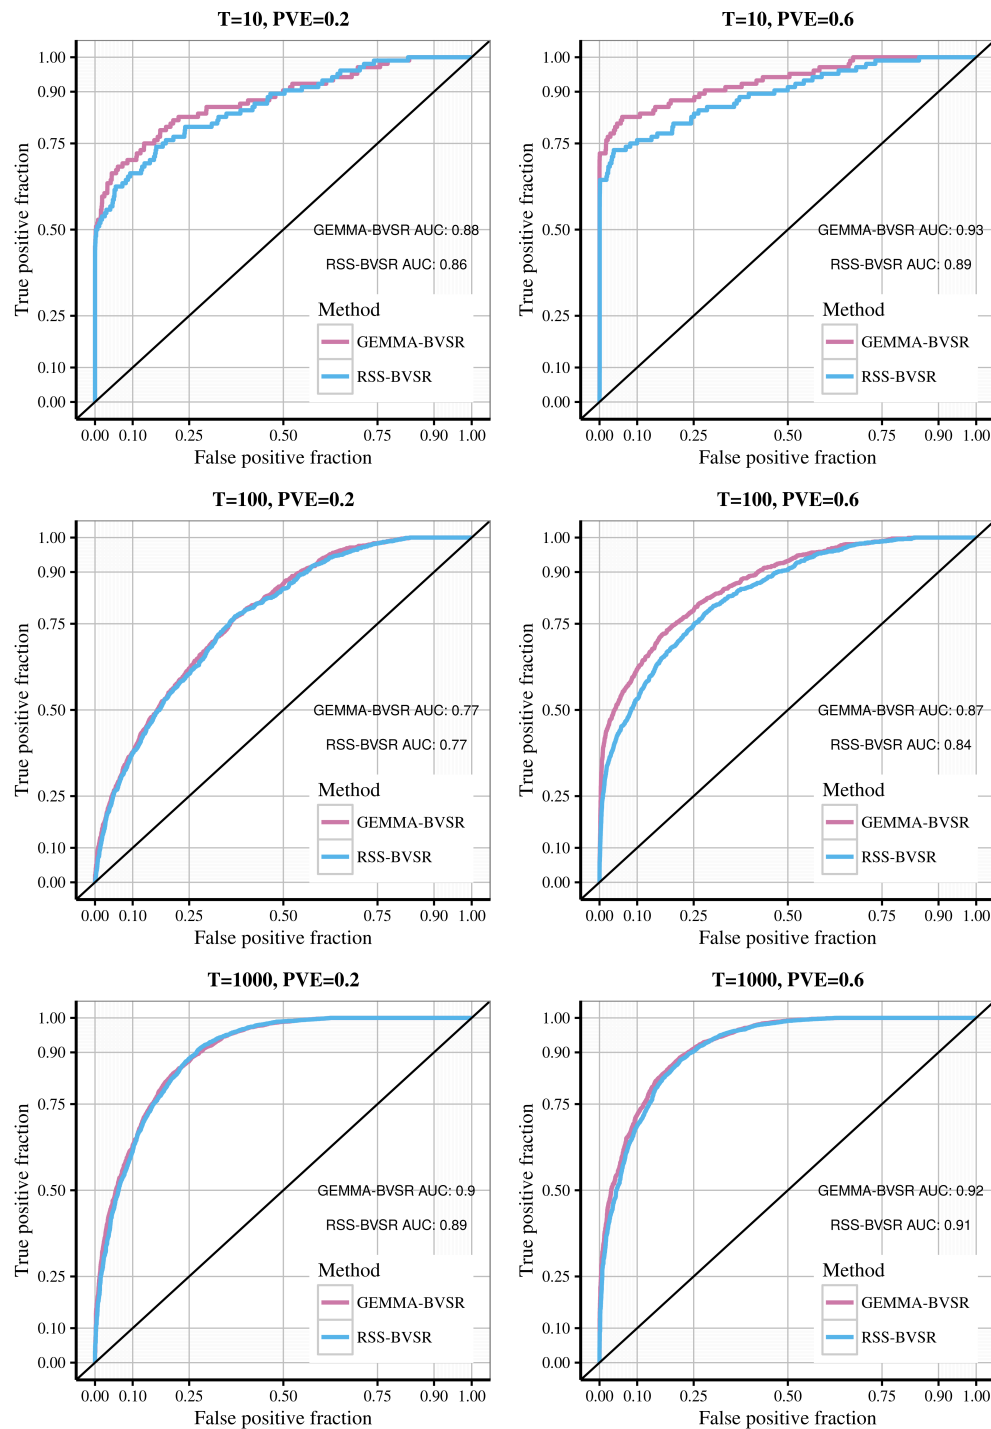 T=10, PVE=0.2
True positive fraction
1.00
0.90
0.75
0.50
0.25
0.10
0.00
GEMMA-BVSR AUC: 0.88
RSS-BVSR AUC: 0.86
Method
GEMMA-BVSR
RSS-BVSR
0.00 0.10 0.25 0.50 0.75 0.90 1.00
False positive fraction
T=10, PVE=0.6
True positive fraction
1.00
0.90
0.75
0.50
0.25
0.10
0.00
GEMMA-BVSR AUC: 0.93
RSS-BVSR AUC: 0.89
Method
GEMMA-BVSR
RSS-BVSR
0.00 0.10 0.25 0.50 0.75 0.90 1.00
False positive fraction
T=100, PVE=0.2
True positive fraction
1.00
0.90
0.75
0.50
0.25
0.10
0.00
GEMMA-BVSR AUC: 0.77
RSS-BVSR AUC: 0.77
Method
GEMMA-BVSR
RSS-BVSR
0.00 0.10 0.25 0.50 0.75 0.90 1.00
False positive fraction
T=100, PVE=0.6
True positive fraction
1.00
0.90
0.75
0.50
0.25
0.10
0.00
GEMMA-BVSR AUC: 0.87
RSS-BVSR AUC: 0.84
Method
GEMMA-BVSR
RSS-BVSR
0.00 0.10 0.25 0.50 0.75 0.90 1.00
False positive fraction
T=1000, PVE=0.2
True positive fraction
1.00
0.90
0.75
0.50
0.25
0.10
0.00
GEMMA-BVSR AUC: 0.9
RSS-BVSR AUC: 0.89
Method
GEMMA-BVSR
RSS-BVSR
0.00 0.10 0.25 0.50 0.75 0.90 1.00
False positive fraction
T=1000, PVE=0.6
True positive fraction
1.00
0.90
0.75
0.50
0.25
0.10
0.00
GEMMA-BVSR AUC: 0.92
RSS-BVSR AUC: 0.91
Method
GEMMA-BVSR
RSS-BVSR
0.00 0.10 0.25 0.50 0.75 0.90 1.00
False positive fraction